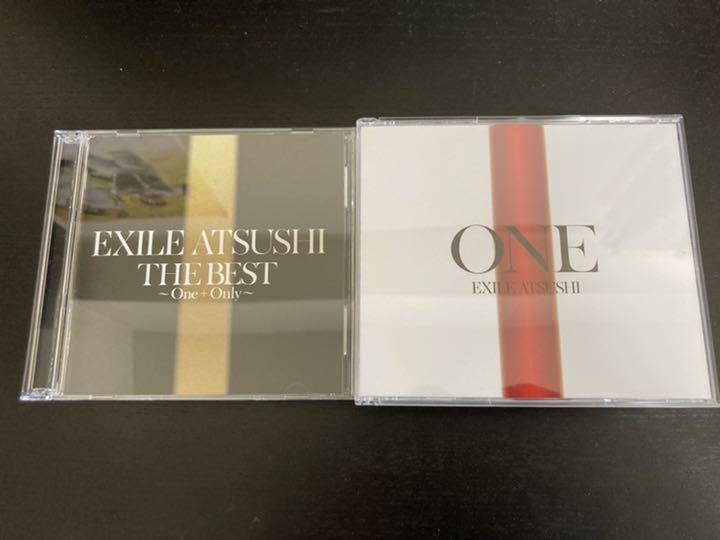 EXILE ATSUSHI
THE BEST
~One+Only~
ONE
EXILE ATSUSHI